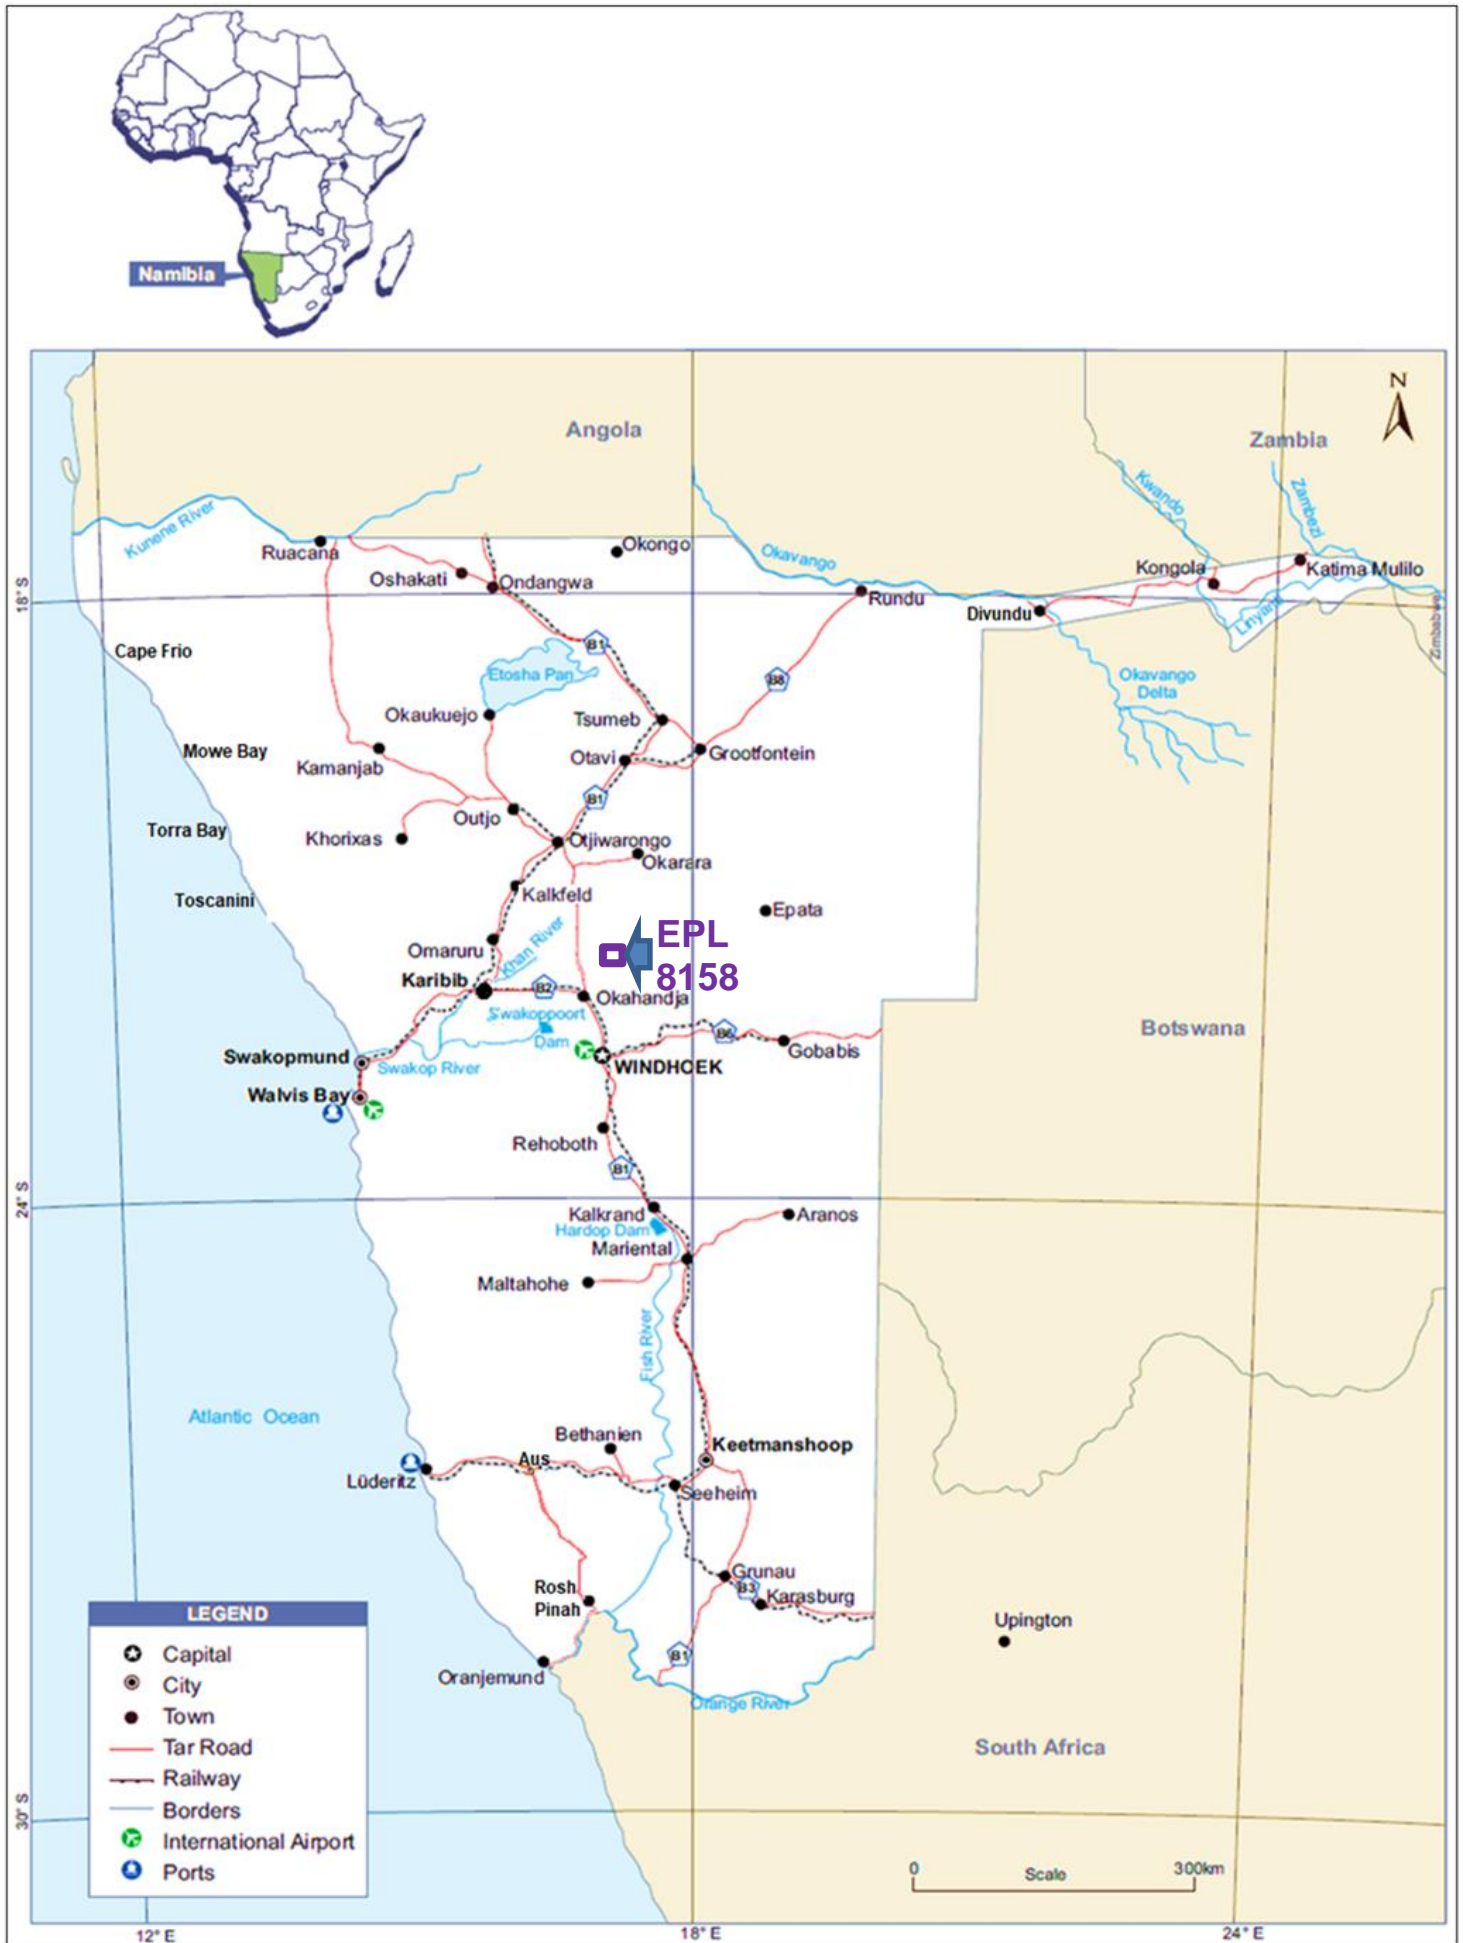 Namibia
N
Angola
Zambia
Kwando
Zambezi
Kunene River
Ruacana
Okongo
Okavango
Oshakati
Ondangwa
Kongola
Katima Mulilo
18° S
Rundu
Divundu
Linyanti
Zimbabwe
Cape Frio
B1
Etosha Pan
B8
Okavango
Delta
Okaukuejo
Tsumeb
Mowe Bay
Otavi
Grootfontein
Kamanjab
B1
Outjo
Torra Bay
Khorixas
Otjiwarongo
Okarara
Kalkfeld
Toscanini
Epata
EPL
8158
Omaruru
Khan River
Karibib
B2
Okahandja
Swakoppoort
Dam
B6
Botswana
Gobabis
Swakopmund
Swakop River
WINDHOEK
Walvis Bay
Rehoboth
B1
24° S
Kalkrand
Aranos
Hardop Dam
Mariental
Maltahohe
Fish River
Atlantic Ocean
Bethanien
Keetmanshoop
Aus
Lüderitz
Seeheim
Grunau
B3
Karasburg
Rosh
Pinah
Upington
B1
Oranjemund
Orange River
South Africa
LEGEND
Capital
City
Town
Tar Road
Railway
Borders
International Airport
Ports
30° S
0
Scale
300km
12° E
18° E
24° E